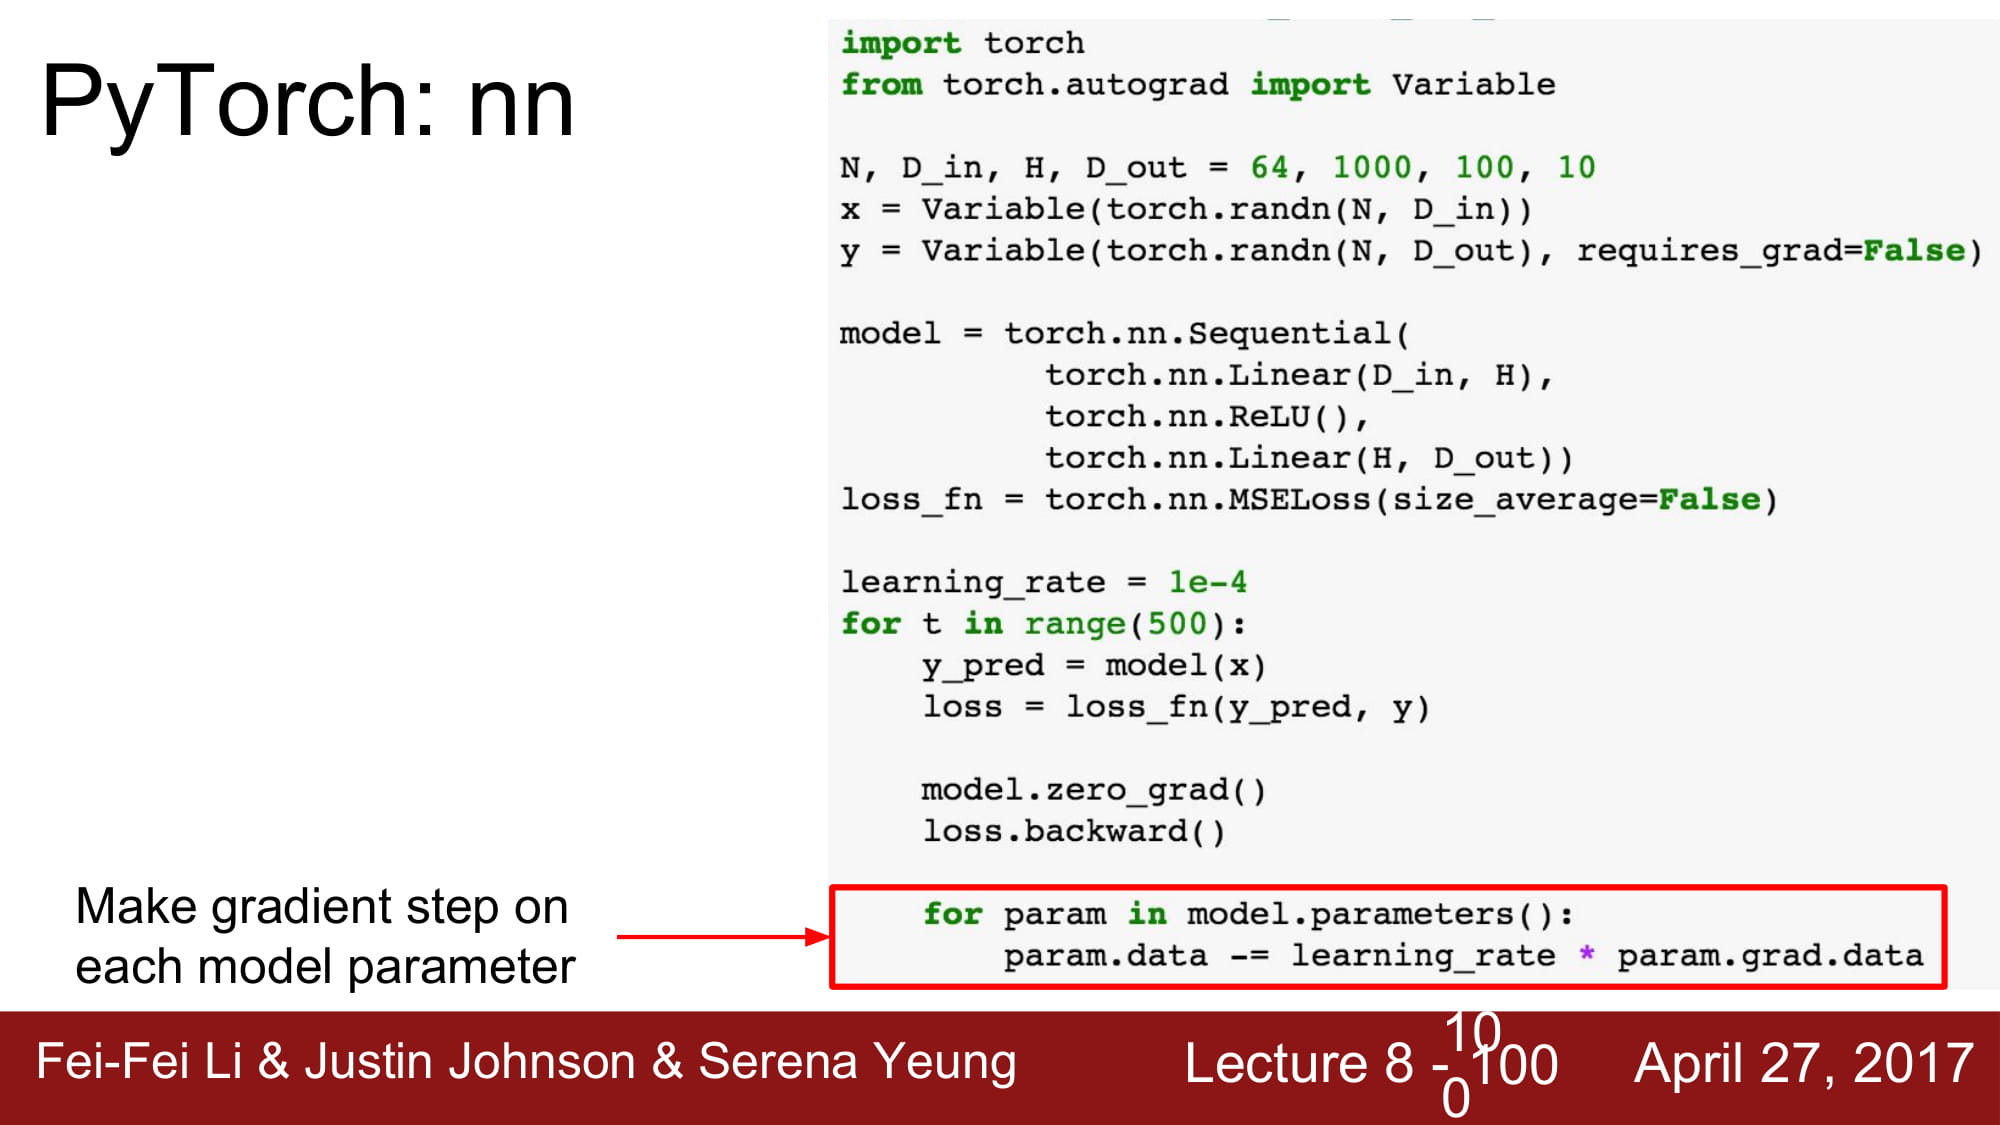 PyTorch: nn
import torch
from torch.autograd import Variable
N, D_in, H, D_out = 64, 1000, 100, 10
x = Variable(torch.randn(N, D_in))
y = Variable(torch.randn(N, D_out), requires_grad=False)
model = torch.nn.Sequential(
torch.nn.Linear(D_in, H),
torch.nn.ReLU(),
torch.nn.Linear(H, D_out))
loss_fn = torch.nn.MSELoss(size_average=False)
learning_rate = 1e-4
for t in range(500):
y_pred = model(x)
loss = loss_fn(y_pred, y)
model.zero_grad()
loss.backward()
for param in model.parameters():
param.data -= learning_rate * param.grad.data
Make gradient step on
each model parameter
Fei-Fei Li & Justin Johnson & Serena Yeung
Lecture 8 - 100
10
0
April 27, 2017